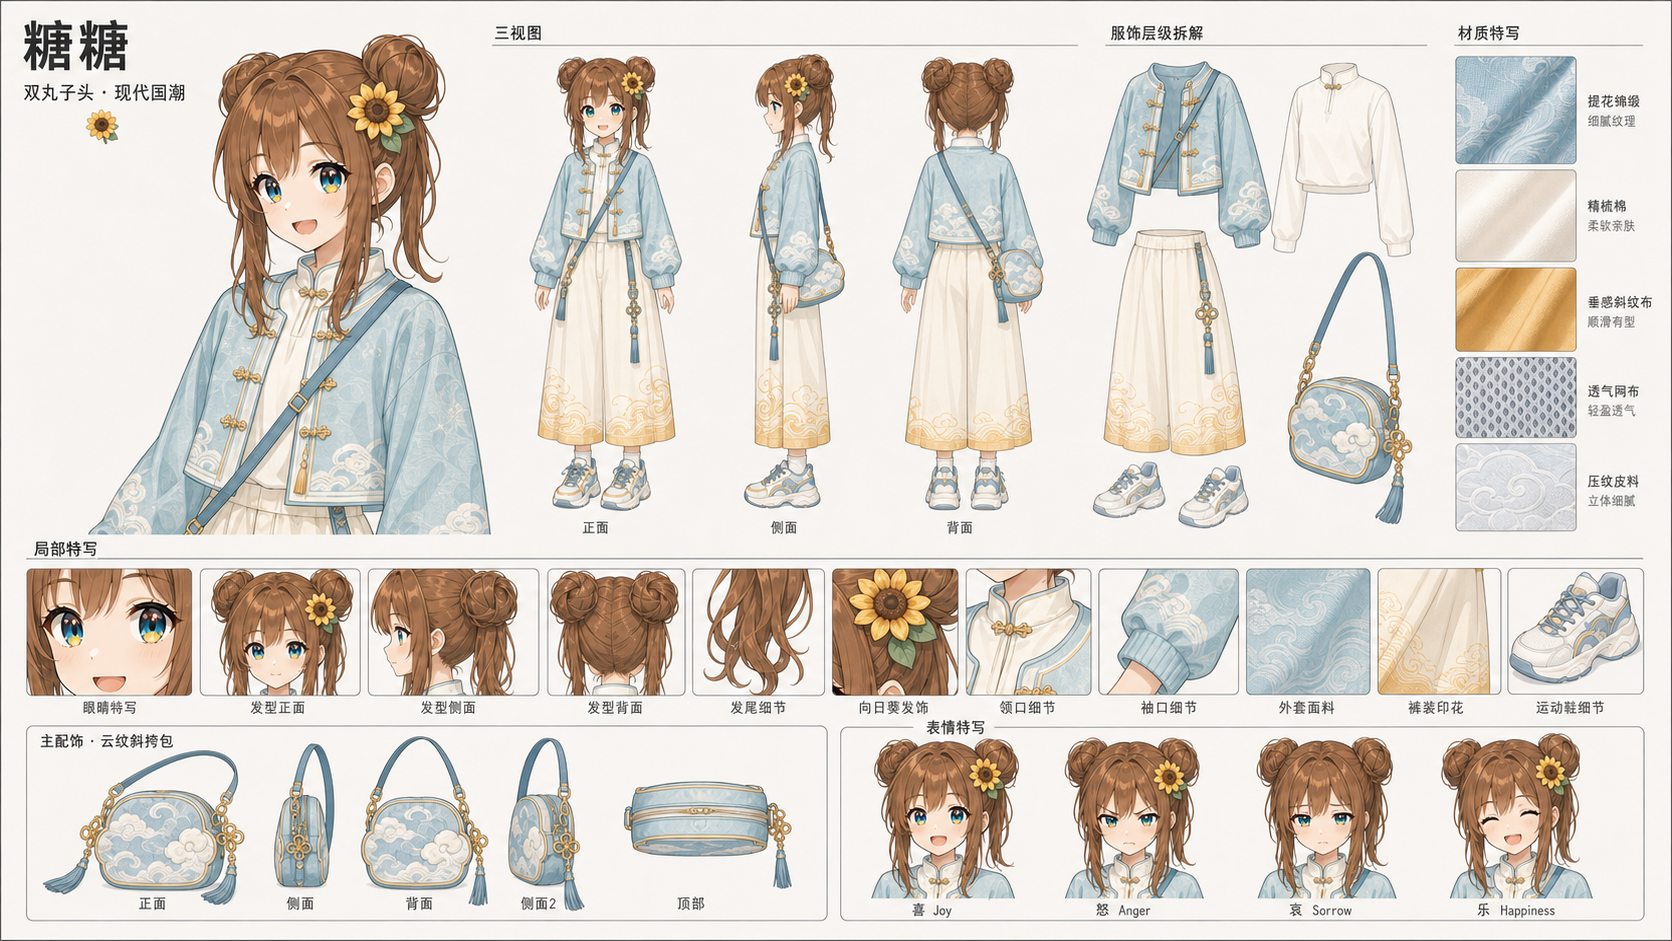 糖糖
双丸子头 · 现代国潮
三视图
正面
侧面
背面
服饰层级拆解
材质特写
提花锦缎
细腻纹理
精梳棉
柔软亲肤
垂感斜纹布
顺滑有型
透气网布
轻盈透气
压纹皮料
立体细腻
局部特写
眼睛特写
发型正面
发型侧面
发型背面
发尾细节
向日葵发饰
领口细节
袖口细节
外套面料
裤装印花
运动鞋细节
主配饰 · 云纹斜挎包
正面
侧面
背面
侧面2
顶部
表情特写
喜 Joy
怒 Anger
哀 Sorrow
乐 Happiness